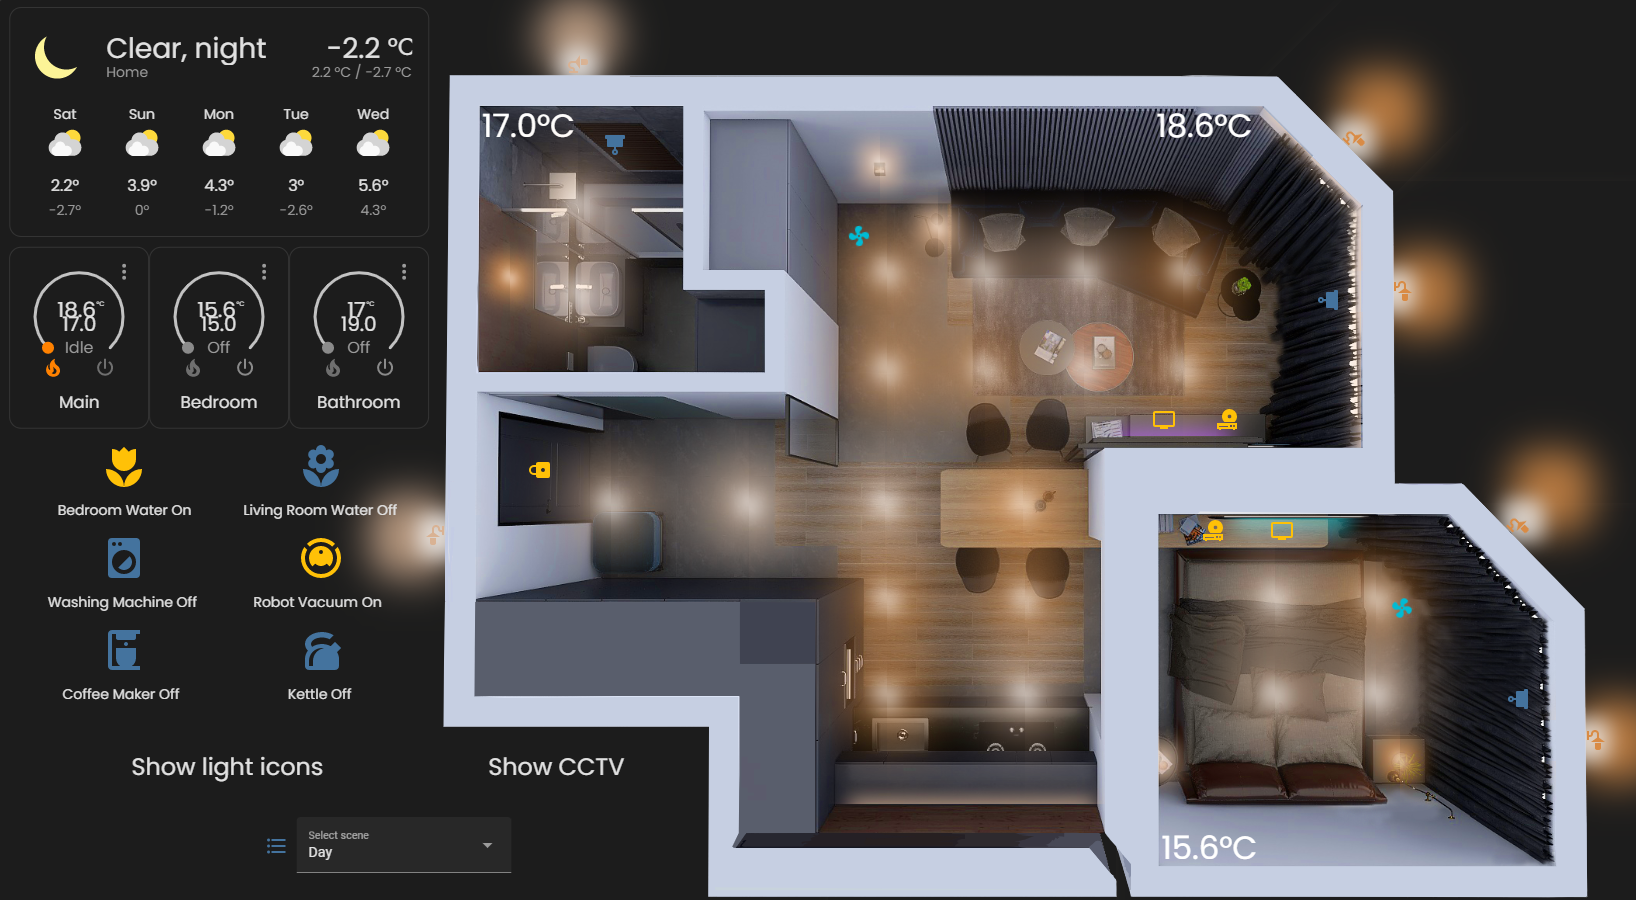 Clear, night
Home
-2.2 °C
2.2 °C / -2.7 °C
Sat Sun Mon Tue Wed
2.2° 3.9° 4.3° 3° 5.6°
-2.7° 0° -1.2° -2.6° 4.3°
18.6 °C
17.0
Idle
Main
15.6 °C
15.0
Off
Bedroom
17 °C
19.0
Off
Bathroom
Bedroom Water On
Living Room Water Off
Washing Machine Off
Robot Vacuum On
Coffee Maker Off
Kettle Off
Show light icons
Show CCTV
Select scene
Day
17.0°C
18.6°C
15.6°C